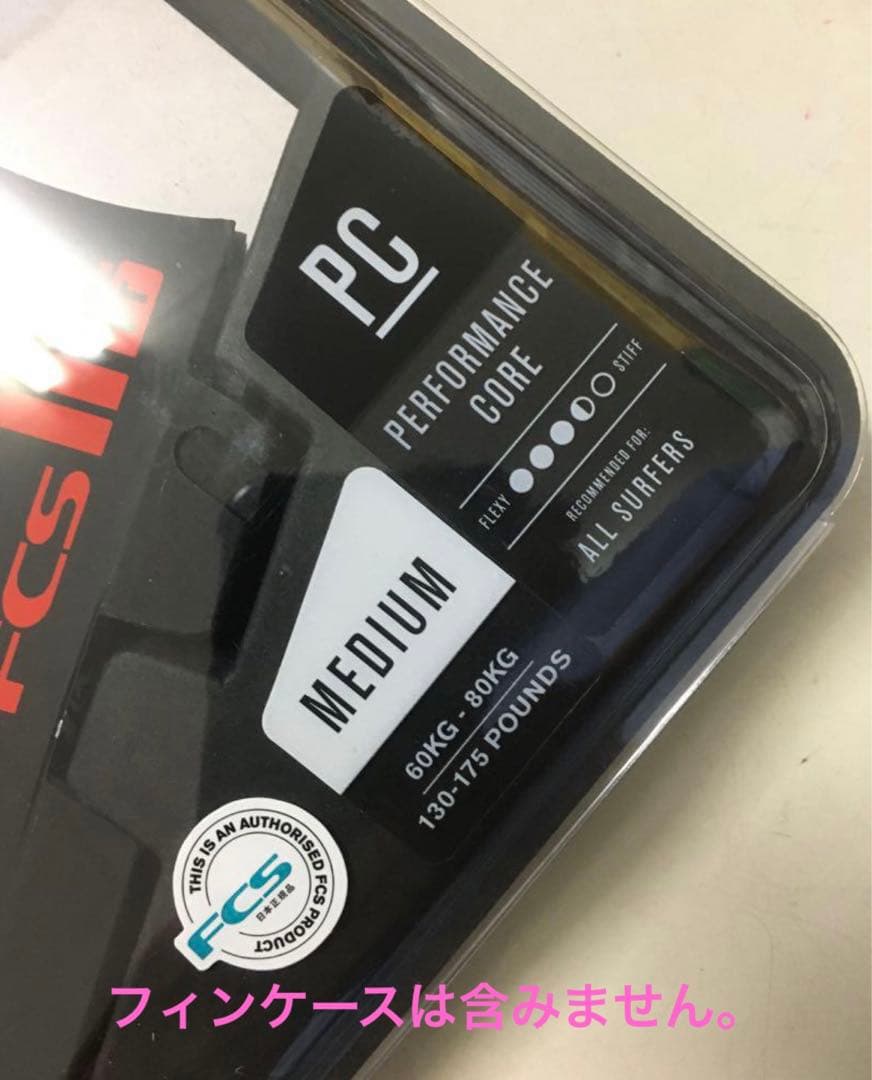 PC
PERFORMANCE
CORE
FLEXY
STIFF
RECOMMENDED FOR:
ALL SURFERS
MEDIUM
60KG - 80KG
130-175 POUNDS
FCS
THIS IS AN AUTHORISED FCS PRODUCT
FCS
日本正規品
フィンケースは含みません。